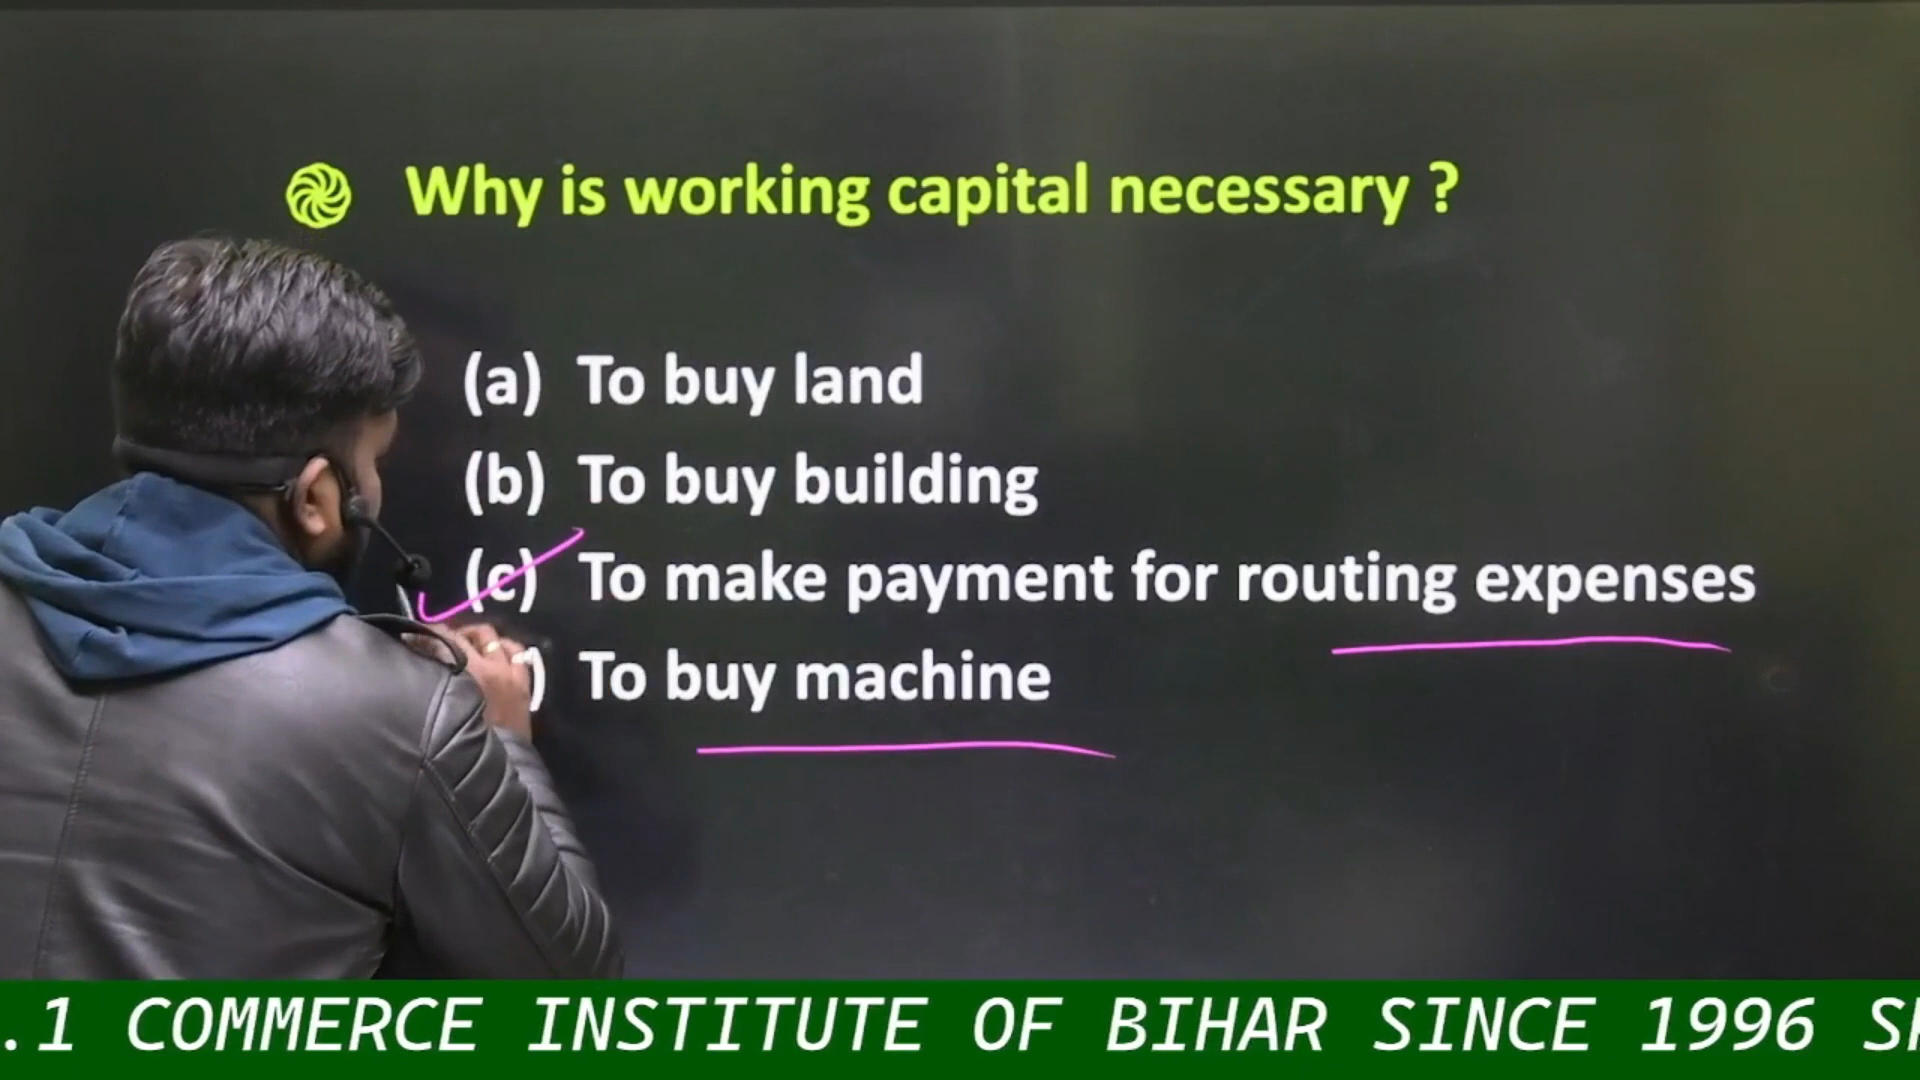 Why is working capital necessary ?
(a) To buy land
(b) To buy building
(c) To make payment for routing expenses
) To buy machine
.1 COMMERCE INSTITUTE OF BIHAR SINCE 1996